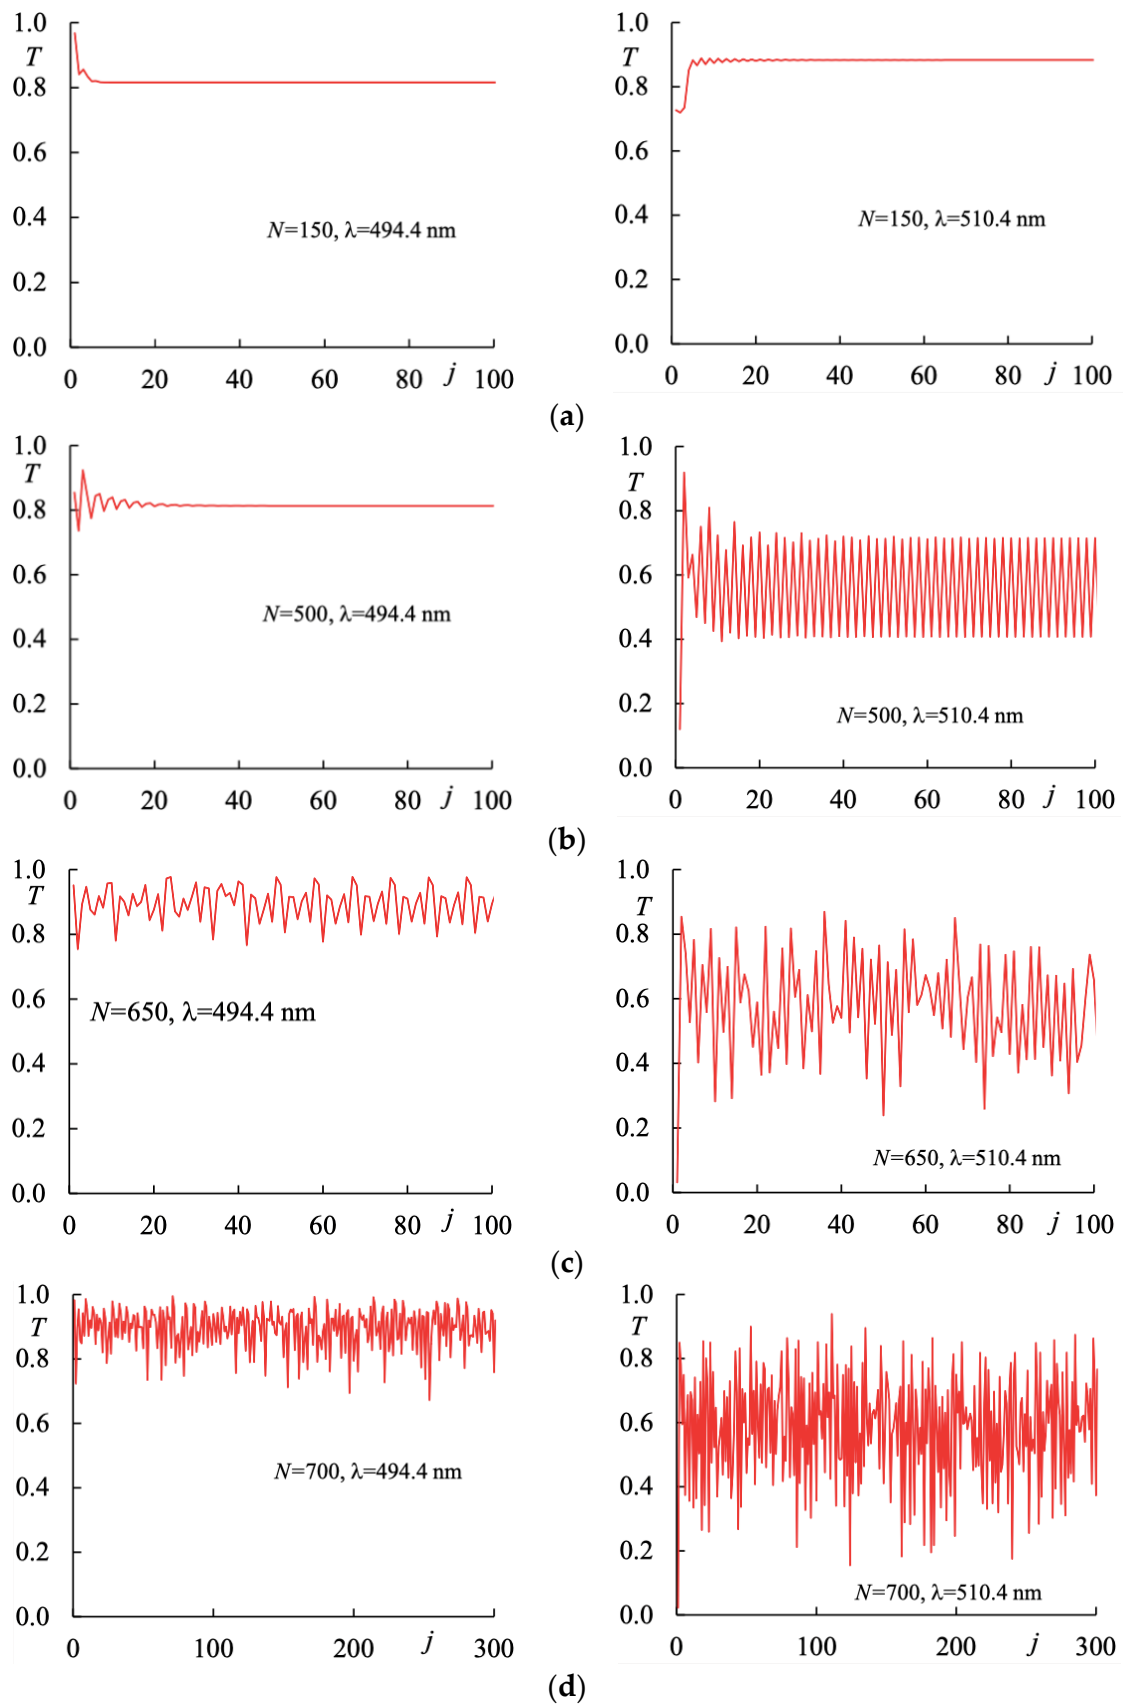 1.0
T
0.8
0.6
0.4
0.2
0.0
N=150, λ=494.4 nm
0 20 40 60 80 j 100
1.0
T
0.8
0.6
0.4
0.2
0.0
N=150, λ=510.4 nm
0 20 40 60 80 j 100
(a)
1.0
T
0.8
0.6
0.4
0.2
0.0
N=500, λ=494.4 nm
0 20 40 60 80 j 100
1.0
T
0.8
0.6
0.4
0.2
0.0
N=500, λ=510.4 nm
0 20 40 60 80 j 100
(b)
1.0
T
0.8
0.6
0.4
0.2
0.0
N=650, λ=494.4 nm
0 20 40 60 80 j 100
1.0
T
0.8
0.6
0.4
0.2
0.0
N=650, λ=510.4 nm
0 20 40 60 80 j 100
(c)
1.0
T
0.8
0.6
0.4
0.2
0.0
N=700, λ=494.4 nm
0 100 200 j 300
1.0
T
0.8
0.6
0.4
0.2
0.0
N=700, λ=510.4 nm
0 100 200 j 300
(d)